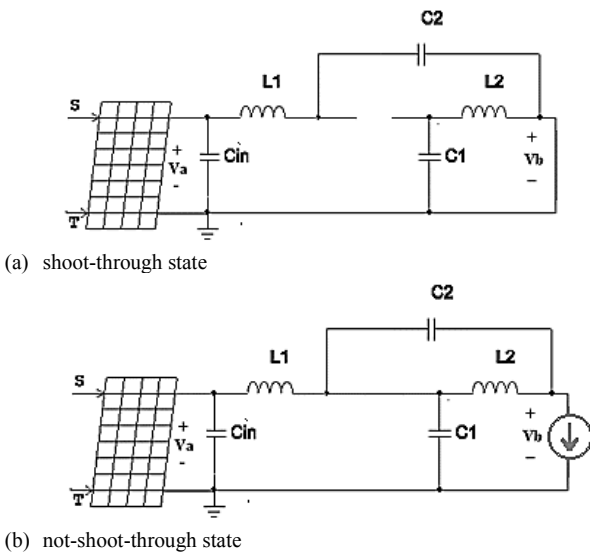 C2
L1
L2
S
+
Va
-
Cin
C1
+
Vb
−
T
(a) shoot-through state
C2
L1
L2
S
+
Va
-
Cin
C1
+
Vb
−
T
(b) not-shoot-through state